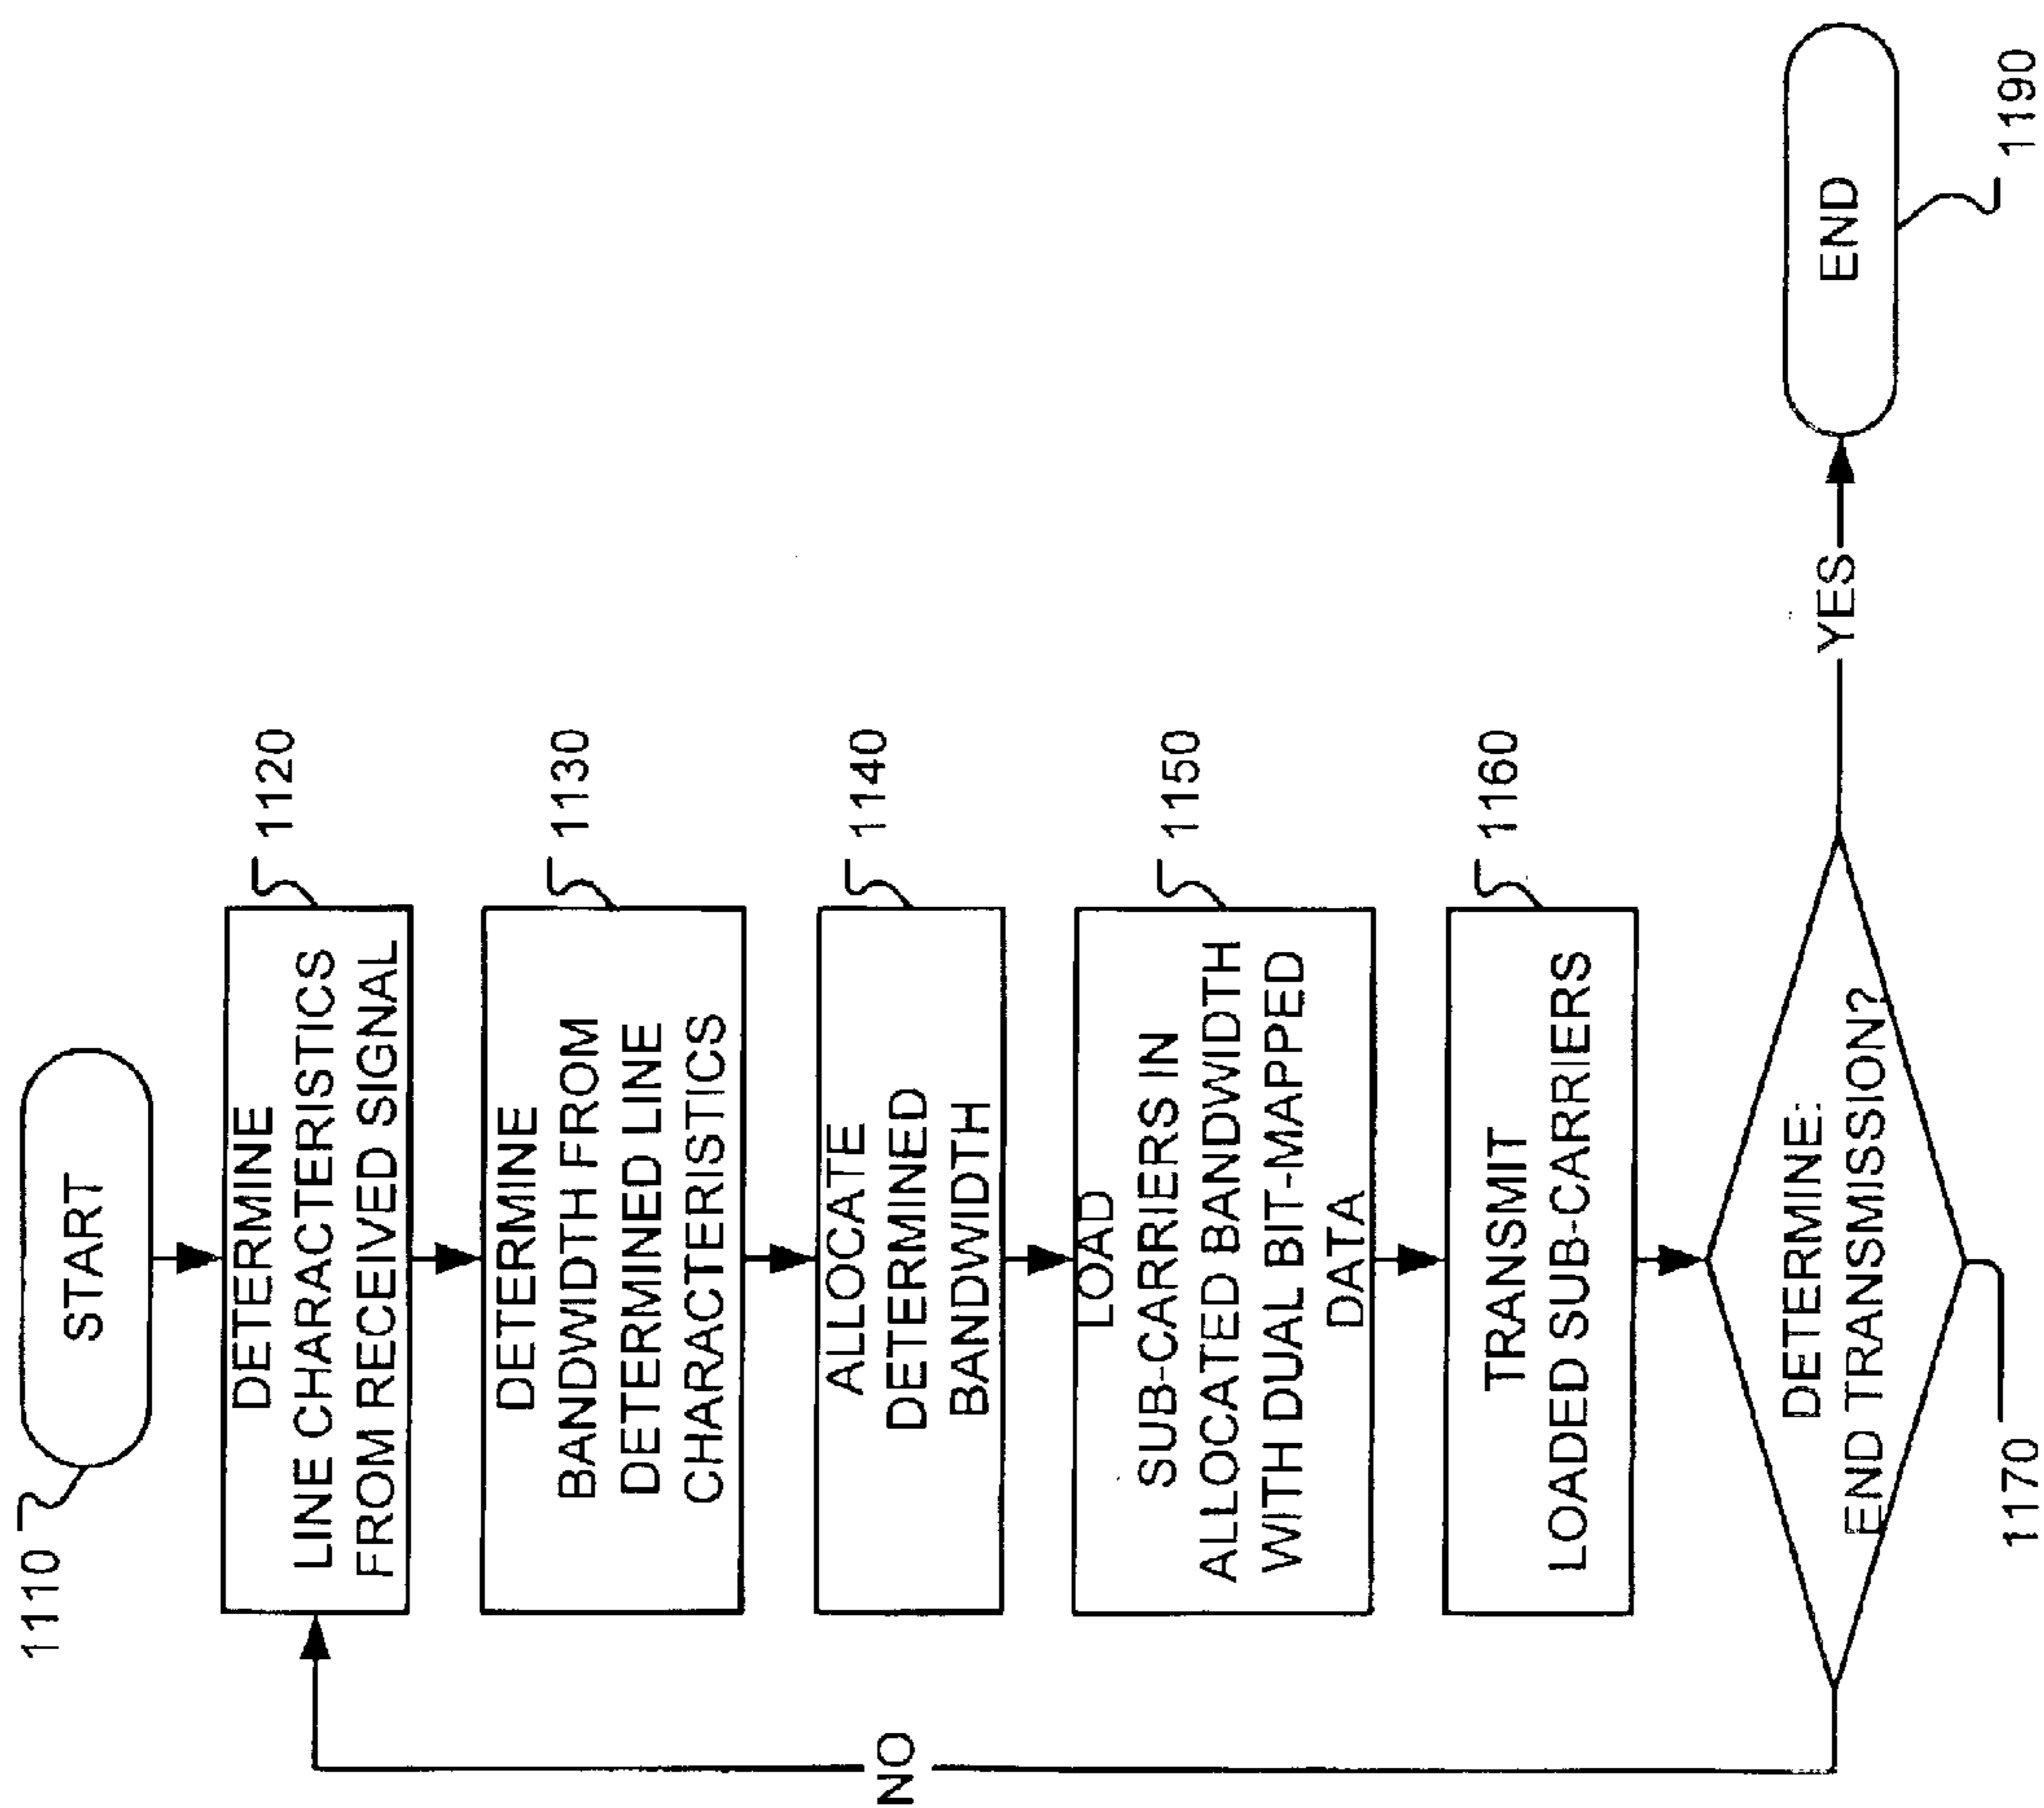 1110
START
DETERMINE
LINE CHARACTERISTICS
FROM RECEIVED SIGNAL
1120
DETERMINE
BANDWIDTH FROM
DETERMINED LINE
CHARACTERISTICS
1130
ALLOCATE
DETERMINED
BANDWIDTH
1140
LOAD
SUB-CARRIERS IN
ALLOCATED BANDWIDTH
WITH DUAL BIT-MAPPED
DATA
1150
TRANSMIT
LOADED SUB-CARRIERS
1160
DETERMINE:
END TRANSMISSION?
1170
NO
YES
END
1190